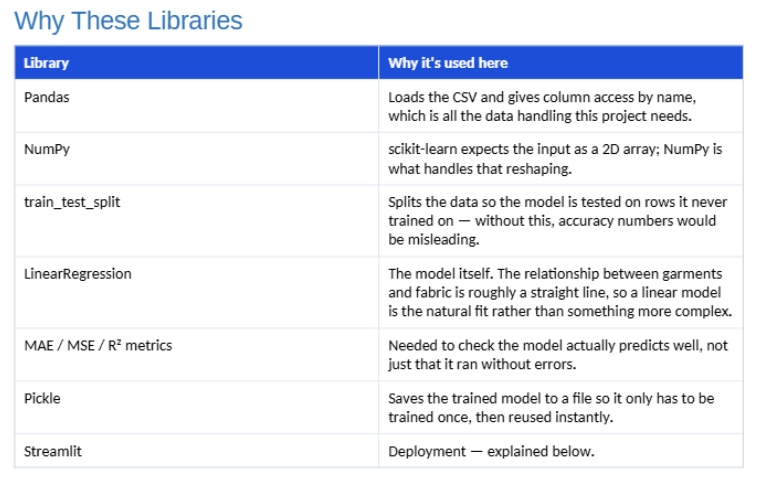 Why These Libraries
Library
Why it's used here
Pandas
Loads the CSV and gives column access by name,
which is all the data handling this project needs.
NumPy
scikit-learn expects the input as a 2D array; NumPy is
what handles that reshaping.
train_test_split
Splits the data so the model is tested on rows it never
trained on — without this, accuracy numbers would
be misleading.
LinearRegression
The model itself. The relationship between garments
and fabric is roughly a straight line, so a linear model
is the natural fit rather than something more complex.
MAE / MSE / R² metrics
Needed to check the model actually predicts well, not
just that it ran without errors.
Pickle
Saves the trained model to a file so it only has to be
trained once, then reused instantly.
Streamlit
Deployment — explained below.